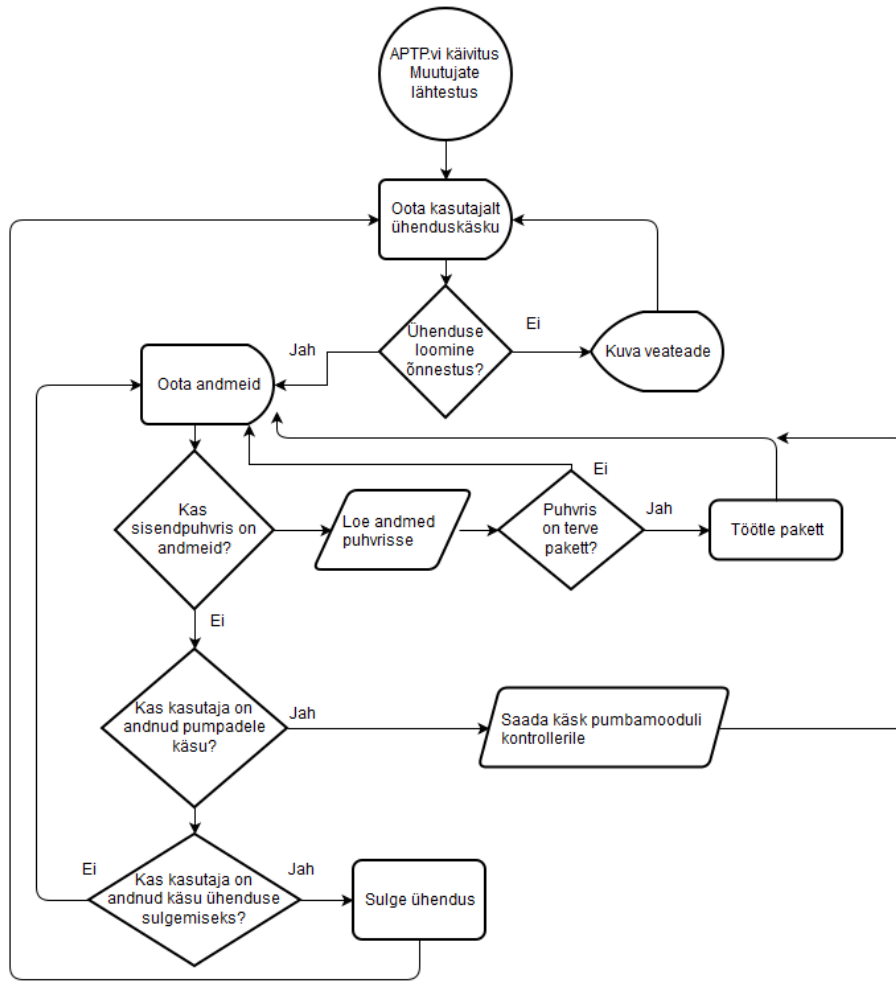 APTP.vi käivitus
Muutujate
lähtestus
Oota kasutajalt
ühenduskäsku
Ühenduse
loomine
õnnestus?
Ei
Kuva veateade
Jah
Oota andmeid
Kas
sisendpuhvris on
andmeid?
Loe andmed
puhvrisse
Ei
Puhvris
on terve
pakett?
Jah
Töötle pakett
Ei
Kas kasutaja on
andnud pumpadele
käsu?
Jah
Saada käsk pumbamooduli
kontrollerile
Ei
Kas kasutaja on
andnud käsu ühenduse
sulgemiseks?
Jah
Sulge ühendus